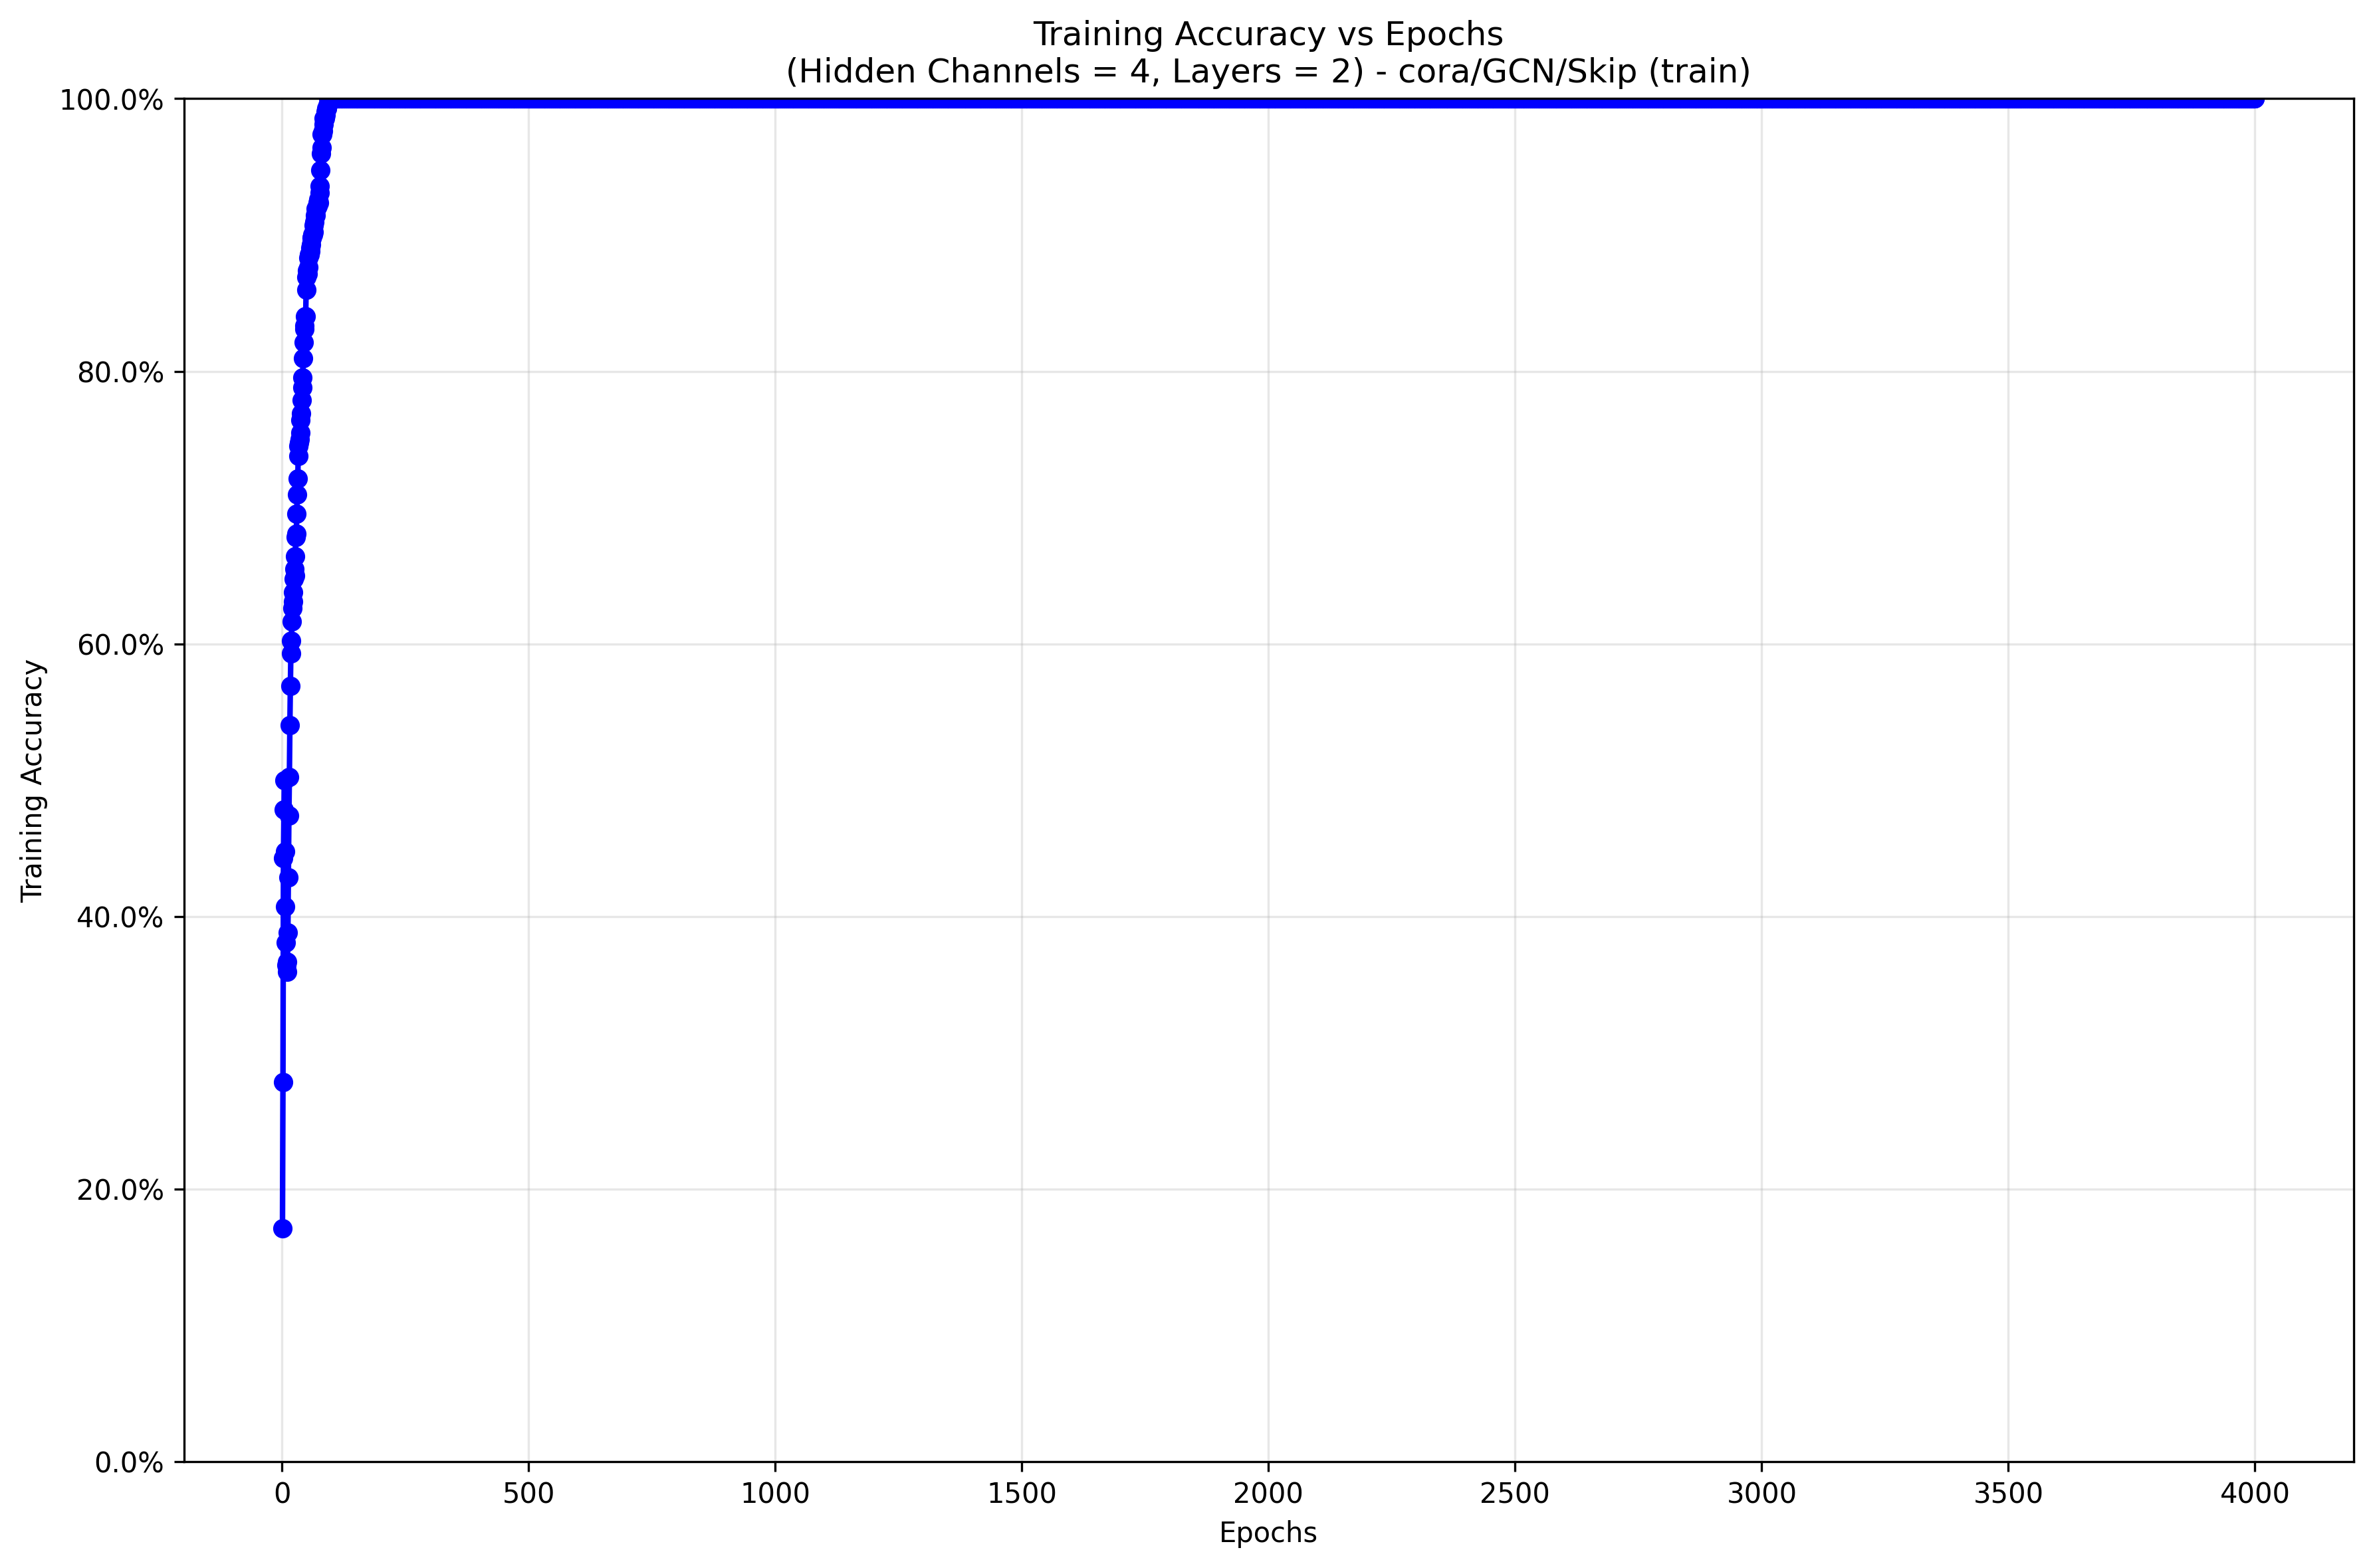 Training Accuracy vs Epochs
(Hidden Channels = 4, Layers = 2) - cora/GCN/Skip (train)
Training Accuracy
100.0%
80.0%
60.0%
40.0%
20.0%
0.0%
0 500 1000 1500 2000 2500 3000 3500 4000
Epochs